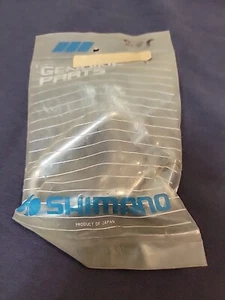 GENUINE
PARTS
SHIMANO
PRODUCT OF JAPAN